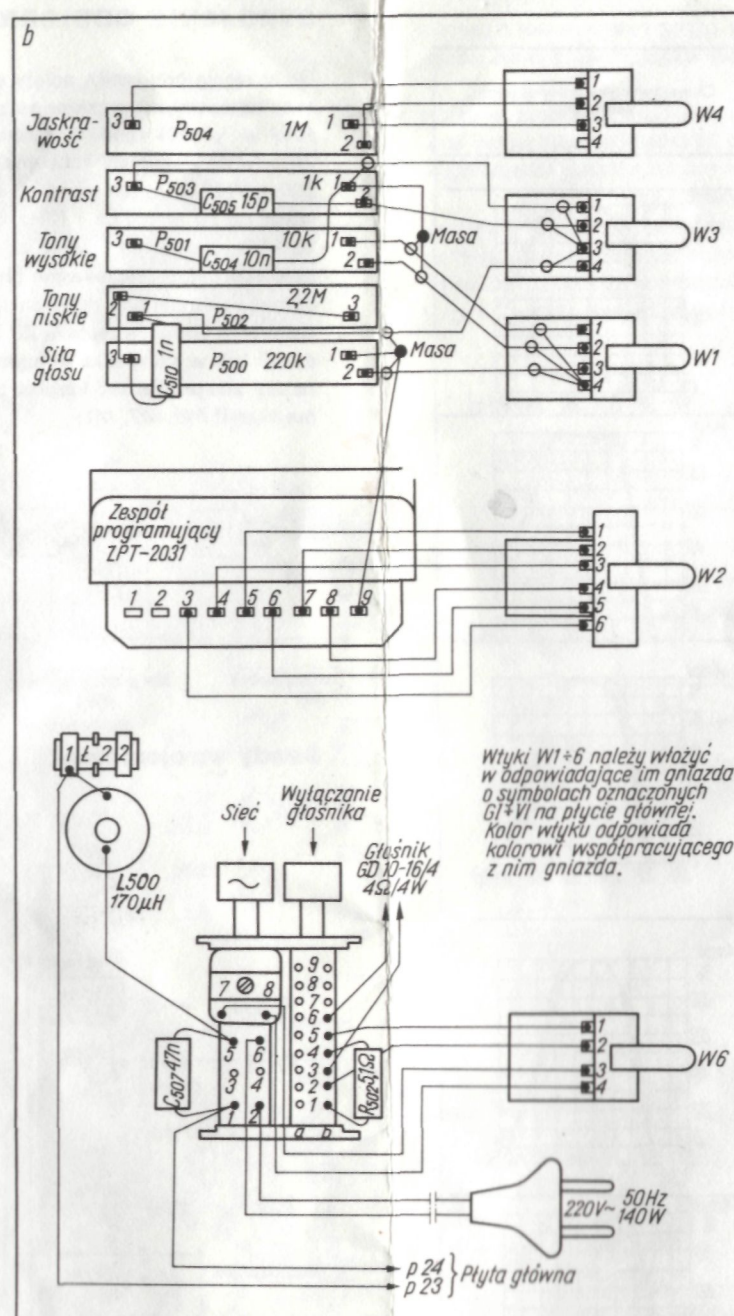 b
Jaskra-
wość
3 P504 1M 1
2
Kontrast
3 P503 1k 1
C505 15p 2
Tony
wysokie
3 P501 10k 1
C504 10n 2
Masa
Tony
niskie
2 1 P502 2,2M 3
Siła
głosu
3 C510 1n P500 220k 1
2
Masa
1
2
3
4
W4
1
2
3
4
W3
1
2
3
4
W1
Zespół
programujący
ZPT-2031
1 2 3 4 5 6 7 8 9
1
2
3
4
5
6
W2
1 Ł 2 2
L500
170μH
Wtyki W1÷6 należy włożyć
w odpowiadające im gniazda
o symbolach oznaczonych
GI÷VI na płycie głównej.
Kolor wtyku odpowiada
kolorowi współpracującego
z nim gniazda.
Sieć
Wyłączanie
głośnika
~
Głośnik
GD 10-16/4
4Ω/4W
7 8
5 6
3 4
1 2
C507 47n
9
8
7
6
5
4
3
2
1
a b
R502 5,1Ω
1
2
3
4
W6
220V~ 50Hz
140W
p 24
p 23
Płyta główna